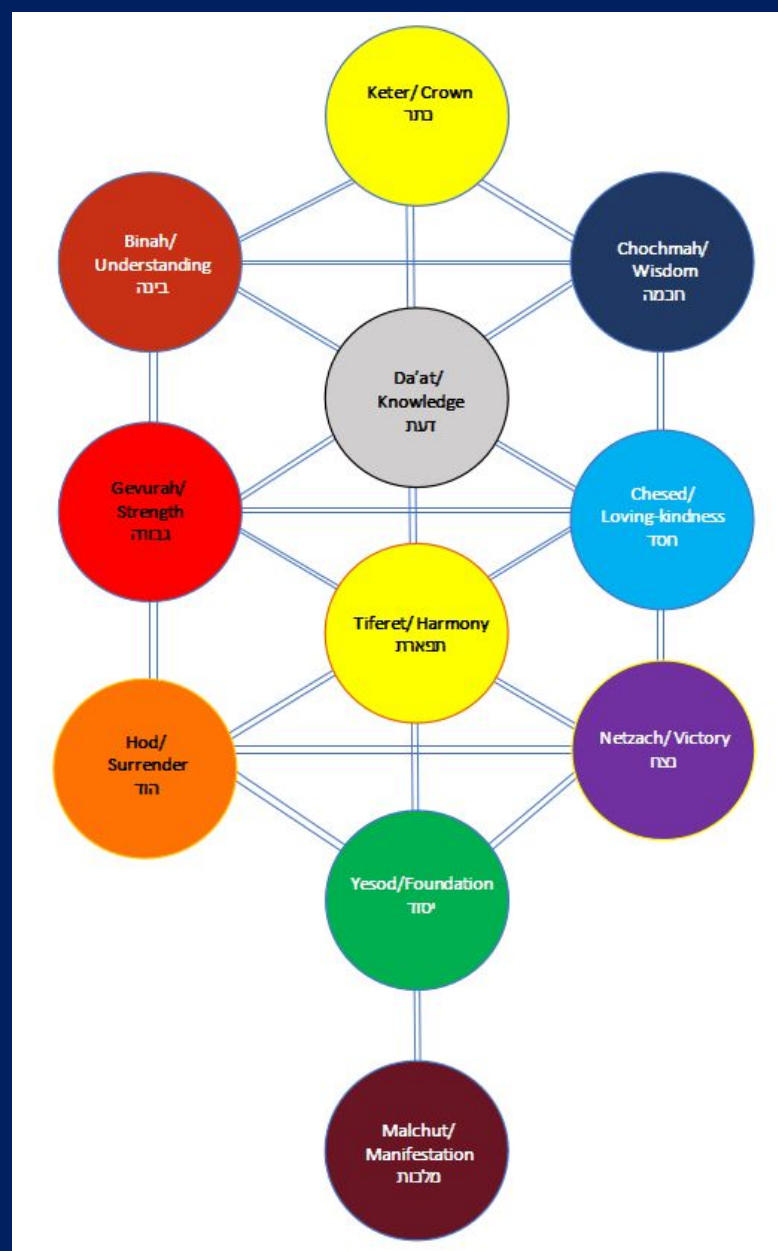 Keter/ Crown
כתר
Binah/
Understanding
בינה
Chochmah/
Wisdom
חכמה
Da'at/
Knowledge
דעת
Gevurah/
Strength
גבורה
Chesed/
Loving-kindness
חסד
Tiferet/ Harmony
תפארת
Hod/
Surrender
הוד
Netzach/ Victory
נצח
Yesod/Foundation
יסוד
Malchut/
Manifestation
מלכות